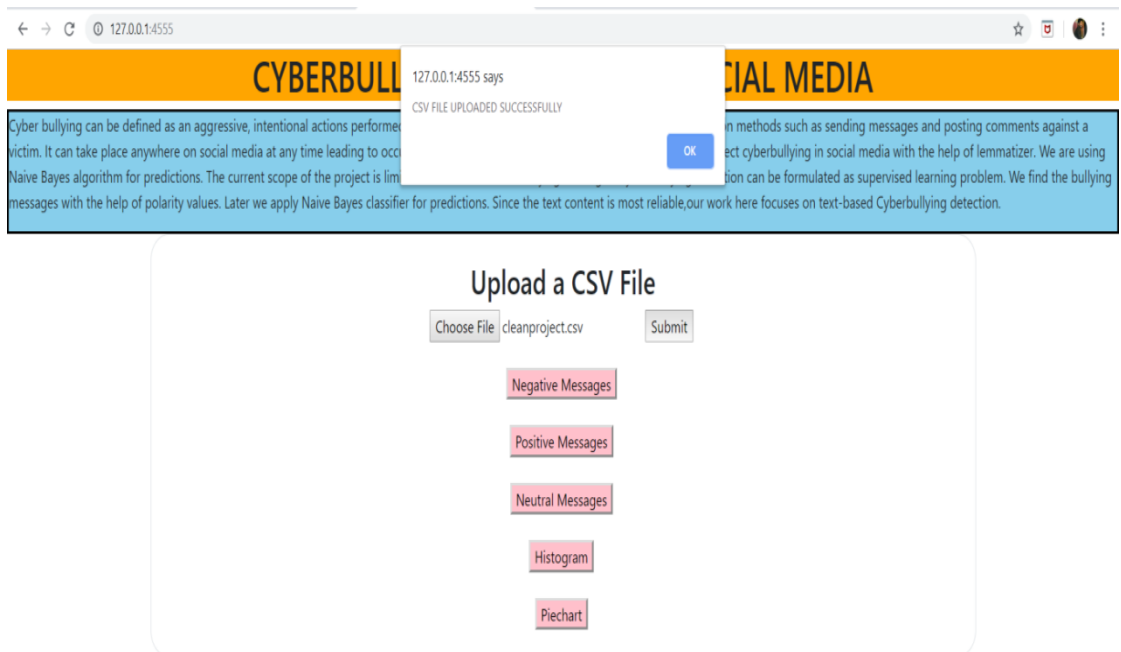 127.0.0.1:4555
CYBERBULL CIAL MEDIA
127.0.0.1:4555 says
CSV FILE UPLOADED SUCCESSFULLY
OK
Cyber bullying can be defined as an aggressive, intentional actions performed on methods such as sending messages and posting comments against a
victim. It can take place anywhere on social media at any time leading to occ ect cyberbullying in social media with the help of lemmatizer. We are using
Naive Bayes algorithm for predictions. The current scope of the project is lim tion can be formulated as supervised learning problem. We find the bullying
messages with the help of polarity values. Later we apply Naive Bayes classifier for predictions. Since the text content is most reliable,our work here focuses on text-based Cyberbullying detection.
Upload a CSV File
Choose File cleanproject.csv Submit
Negative Messages
Positive Messages
Neutral Messages
Histogram
Piechart